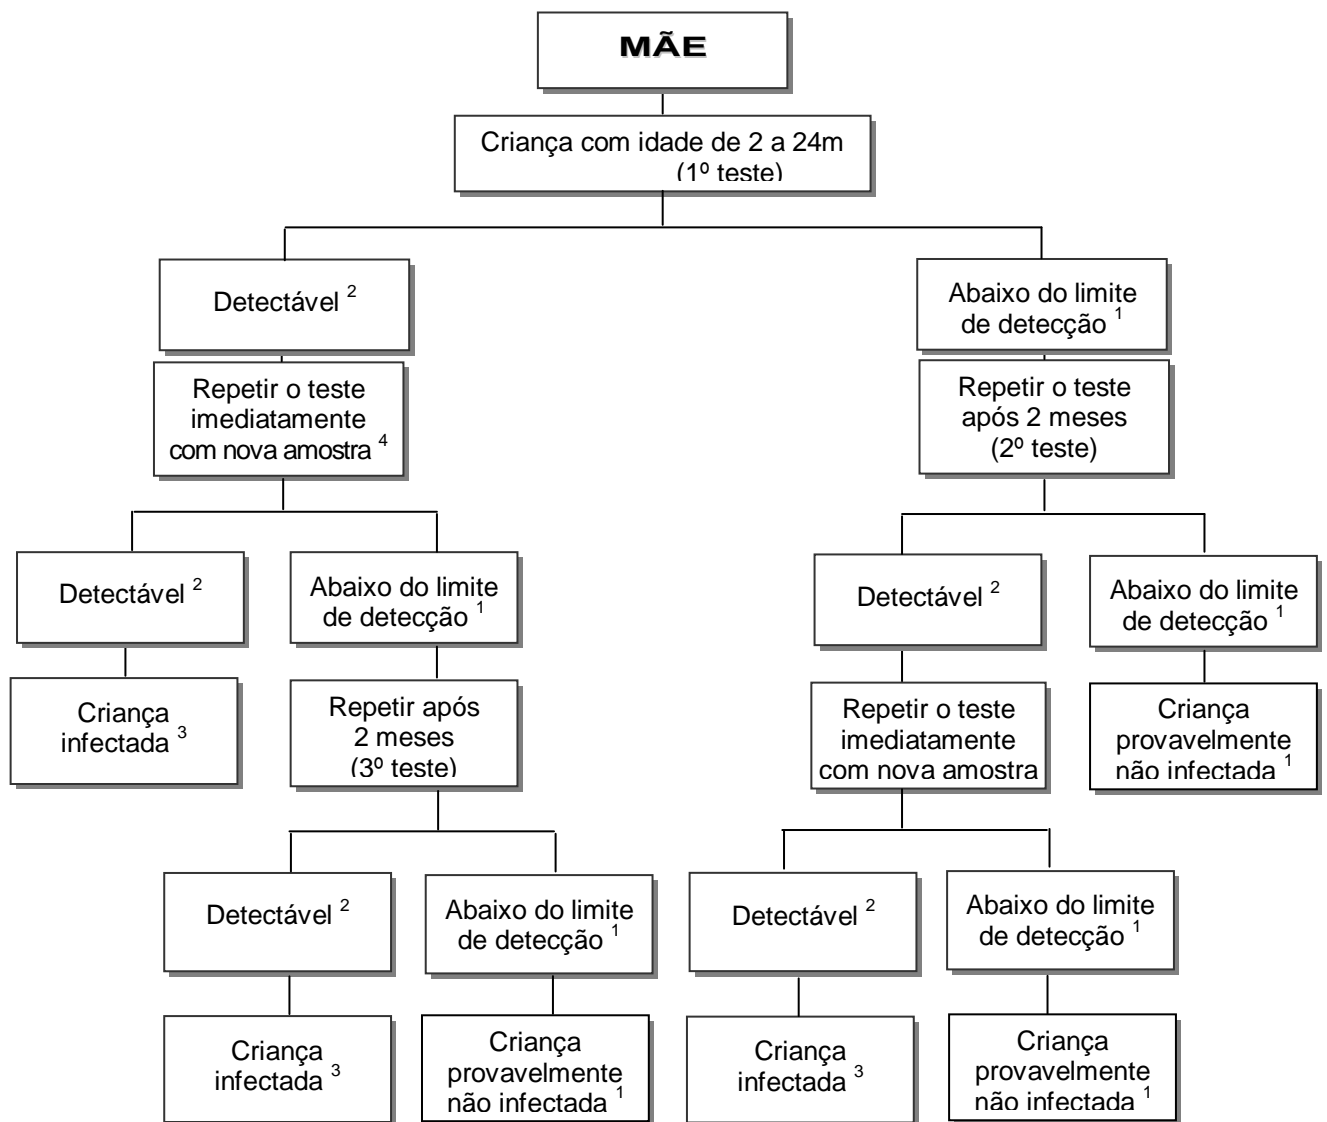 MÃE
Criança com idade de 2 a 24m
(1º teste)
Detectável 2
Abaixo do limite
de detecção 1
Repetir o teste
imediatamente
com nova amostra 4
Repetir o teste
após 2 meses
(2º teste)
Detectável 2
Abaixo do limite
de detecção 1
Detectável 2
Abaixo do limite
de detecção 1
Criança
infectada 3
Repetir após
2 meses
(3º teste)
Repetir o teste
imediatamente
com nova amostra
Criança
provavelmente
não infectada 1
Detectável 2
Abaixo do limite
de detecção 1
Detectável 2
Abaixo do limite
de detecção 1
Criança
infectada 3
Criança
provavelmente
não infectada 1
Criança
infectada 3
Criança
provavelmente
não infectada 1